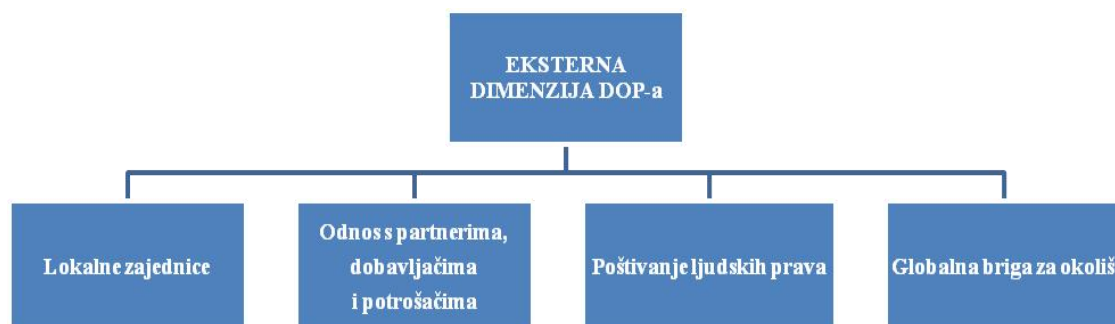 EKSTERNA
DIMENZIJA DOP-a
Lokalne zajednice
Odnos s partnerima,
dobavljačima
i potrošačima
Poštivanje ljudskih prava
Globalna briga za okoliš